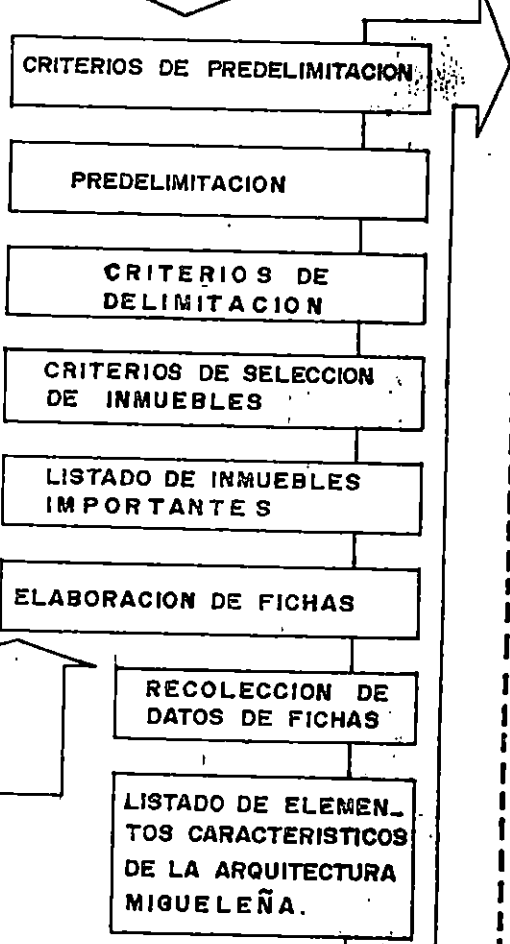 CRITERIOS DE PREDELIMITACION
PREDELIMITACION
CRITERIOS DE
DELIMITACION
CRITERIOS DE SELECCION
DE INMUEBLES
LISTADO DE INMUEBLES
IMPORTANTES
ELABORACION DE FICHAS
RECOLECCION DE
DATOS DE FICHAS
LISTADO DE ELEMEN_
TOS CARACTERISTICOS
DE LA ARQUITECTURA
MIGUELEÑA.